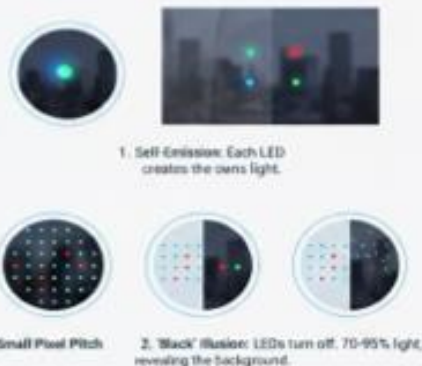 1. Self-Emission: Each LED
creates the owns light.
Small Pixel Pitch
2. 'Black' Illusion: LEDs turn off. 70-95% light,
revealing the background.